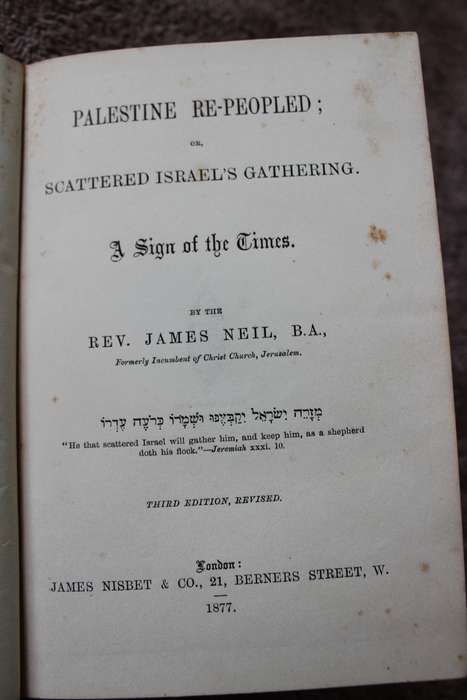 PALESTINE RE-PEOPLED;
OR,
SCATTERED ISRAEL'S GATHERING.
A Sign of the Times.
BY THE
REV. JAMES NEIL, B.A.,
Formerly Incumbent of Christ Church, Jerusalem.
מְזָרֵה יִשְׂרָאֵל יְקַבְּצֶנּוּ וּשְׁמָרוֹ כְּרֹעֶה עֶדְרוֹ
"He that scattered Israel will gather him, and keep him, as a shepherd
doth his flock."—Jeremiah xxxi. 10.
THIRD EDITION, REVISED.
London:
JAMES NISBET & CO., 21, BERNERS STREET, W.
1877.